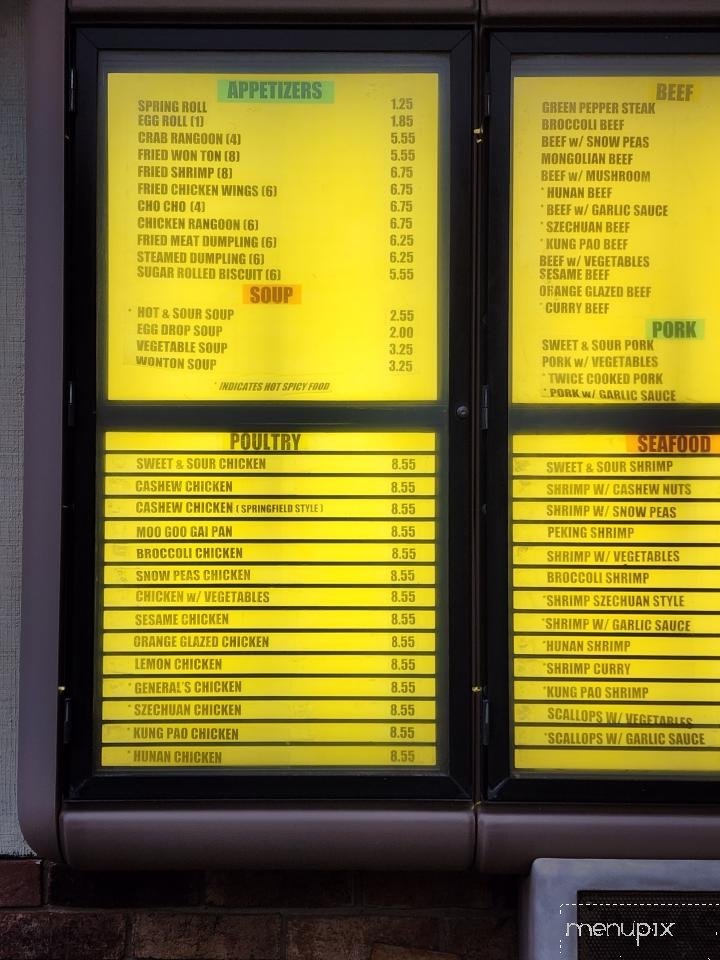 APPETIZERS
SPRING ROLL 1.25
EGG ROLL (1) 1.85
CRAB RANGOON (4) 5.55
FRIED WON TON (8) 5.55
FRIED SHRIMP (8) 6.75
FRIED CHICKEN WINGS (6) 6.75
CHO CHO (4) 6.75
CHICKEN RANGOON (6) 6.75
FRIED MEAT DUMPLING (6) 6.25
STEAMED DUMPLING (6) 6.25
SUGAR ROLLED BISCUIT (6) 5.55
SOUP
* HOT & SOUR SOUP 2.55
EGG DROP SOUP 2.00
VEGETABLE SOUP 3.25
WONTON SOUP 3.25
* INDICATES HOT SPICY FOOD
POULTRY
SWEET & SOUR CHICKEN 8.55
CASHEW CHICKEN 8.55
CASHEW CHICKEN ( SPRINGFIELD STYLE ) 8.55
MOO GOO GAI PAN 8.55
BROCCOLI CHICKEN 8.55
SNOW PEAS CHICKEN 8.55
CHICKEN w/ VEGETABLES 8.55
SESAME CHICKEN 8.55
ORANGE GLAZED CHICKEN 8.55
LEMON CHICKEN 8.55
* GENERAL'S CHICKEN 8.55
* SZECHUAN CHICKEN 8.55
* KUNG PAO CHICKEN 8.55
* HUNAN CHICKEN 8.55
BEEF
GREEN PEPPER STEAK
BROCCOLI BEEF
BEEF w/ SNOW PEAS
MONGOLIAN BEEF
BEEF w/ MUSHROOM
* HUNAN BEEF
* BEEF w/ GARLIC SAUCE
* SZECHUAN BEEF
* KUNG PAO BEEF
BEEF w/ VEGETABLES
SESAME BEEF
ORANGE GLAZED BEEF
* CURRY BEEF
PORK
SWEET & SOUR PORK
PORK w/ VEGETABLES
* TWICE COOKED PORK
* PORK w/ GARLIC SAUCE
SEAFOOD
SWEET & SOUR SHRIMP
SHRIMP W/ CASHEW NUTS
SHRIMP W/ SNOW PEAS
PEKING SHRIMP
SHRIMP W/ VEGETABLES
BROCCOLI SHRIMP
*SHRIMP SZECHUAN STYLE
*SHRIMP W/ GARLIC SAUCE
*HUNAN SHRIMP
*SHRIMP CURRY
*KUNG PAO SHRIMP
SCALLOPS W/ VEGETABLES
*SCALLOPS W/ GARLIC SAUCE
menupix